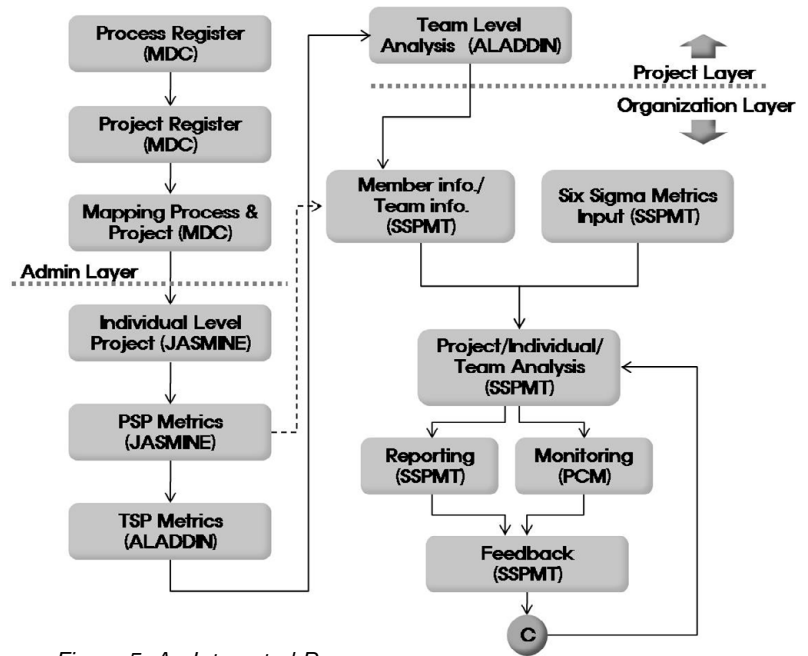 Process Register
(MDC)
Project Register
(MDC)
Mapping Process &
Project (MDC)
Admin Layer
Individual Level
Project (JASMINE)
PSP Metrics
(JASMINE)
TSP Metrics
(ALADDIN)
Team Level
Analysis (ALADDIN)
Project Layer
Organization Layer
Member info./
Team info.
(SSPMT)
Six Sigma Metrics
Input (SSPMT)
Project/Individual/
Team Analysis
(SSPMT)
Reporting
(SSPMT)
Monitoring
(PCM)
Feedback
(SSPMT)
C